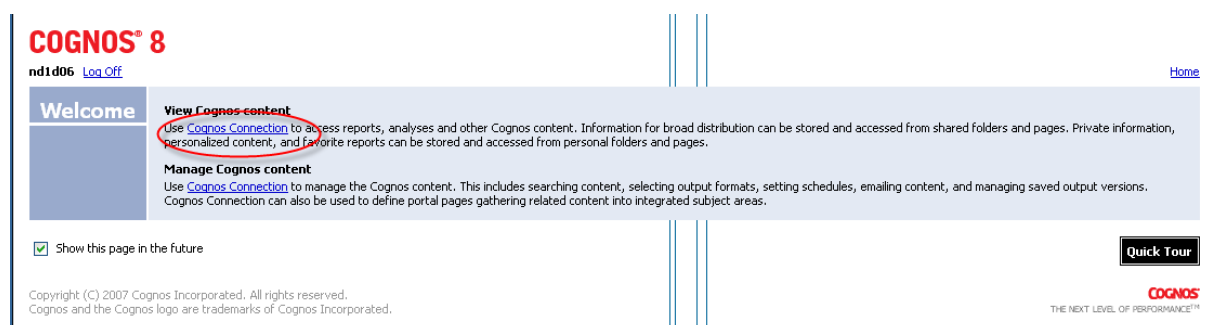 COGNOS® 8
nd1d06 Log Off Home
Welcome
View Cognos content
Use Cognos Connection to access reports, analyses and other Cognos content. Information for broad distribution can be stored and accessed from shared folders and pages. Private information,
personalized content, and favorite reports can be stored and accessed from personal folders and pages.
Manage Cognos content
Use Cognos Connection to manage the Cognos content. This includes searching content, selecting output formats, setting schedules, emailing content, and managing saved output versions.
Cognos Connection can also be used to define portal pages gathering related content into integrated subject areas.
Show this page in the future
Quick Tour
Copyright (C) 2007 Cognos Incorporated. All rights reserved.
Cognos and the Cognos logo are trademarks of Cognos Incorporated.
COGNOS®
THE NEXT LEVEL OF PERFORMANCE™